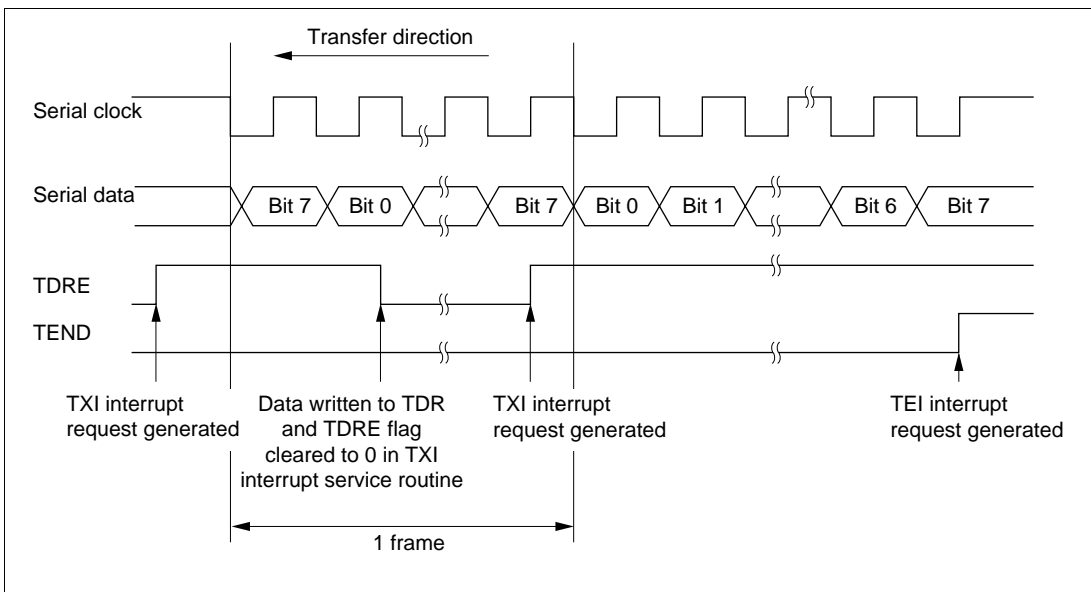 Transfer direction
Serial clock
Serial data
Bit 7
Bit 0
Bit 7
Bit 0
Bit 1
Bit 6
Bit 7
TDRE
TEND
TXI interrupt
request generated
Data written to TDR
and TDRE flag
cleared to 0 in TXI
interrupt service routine
TXI interrupt
request generated
TEI interrupt
request generated
1 frame